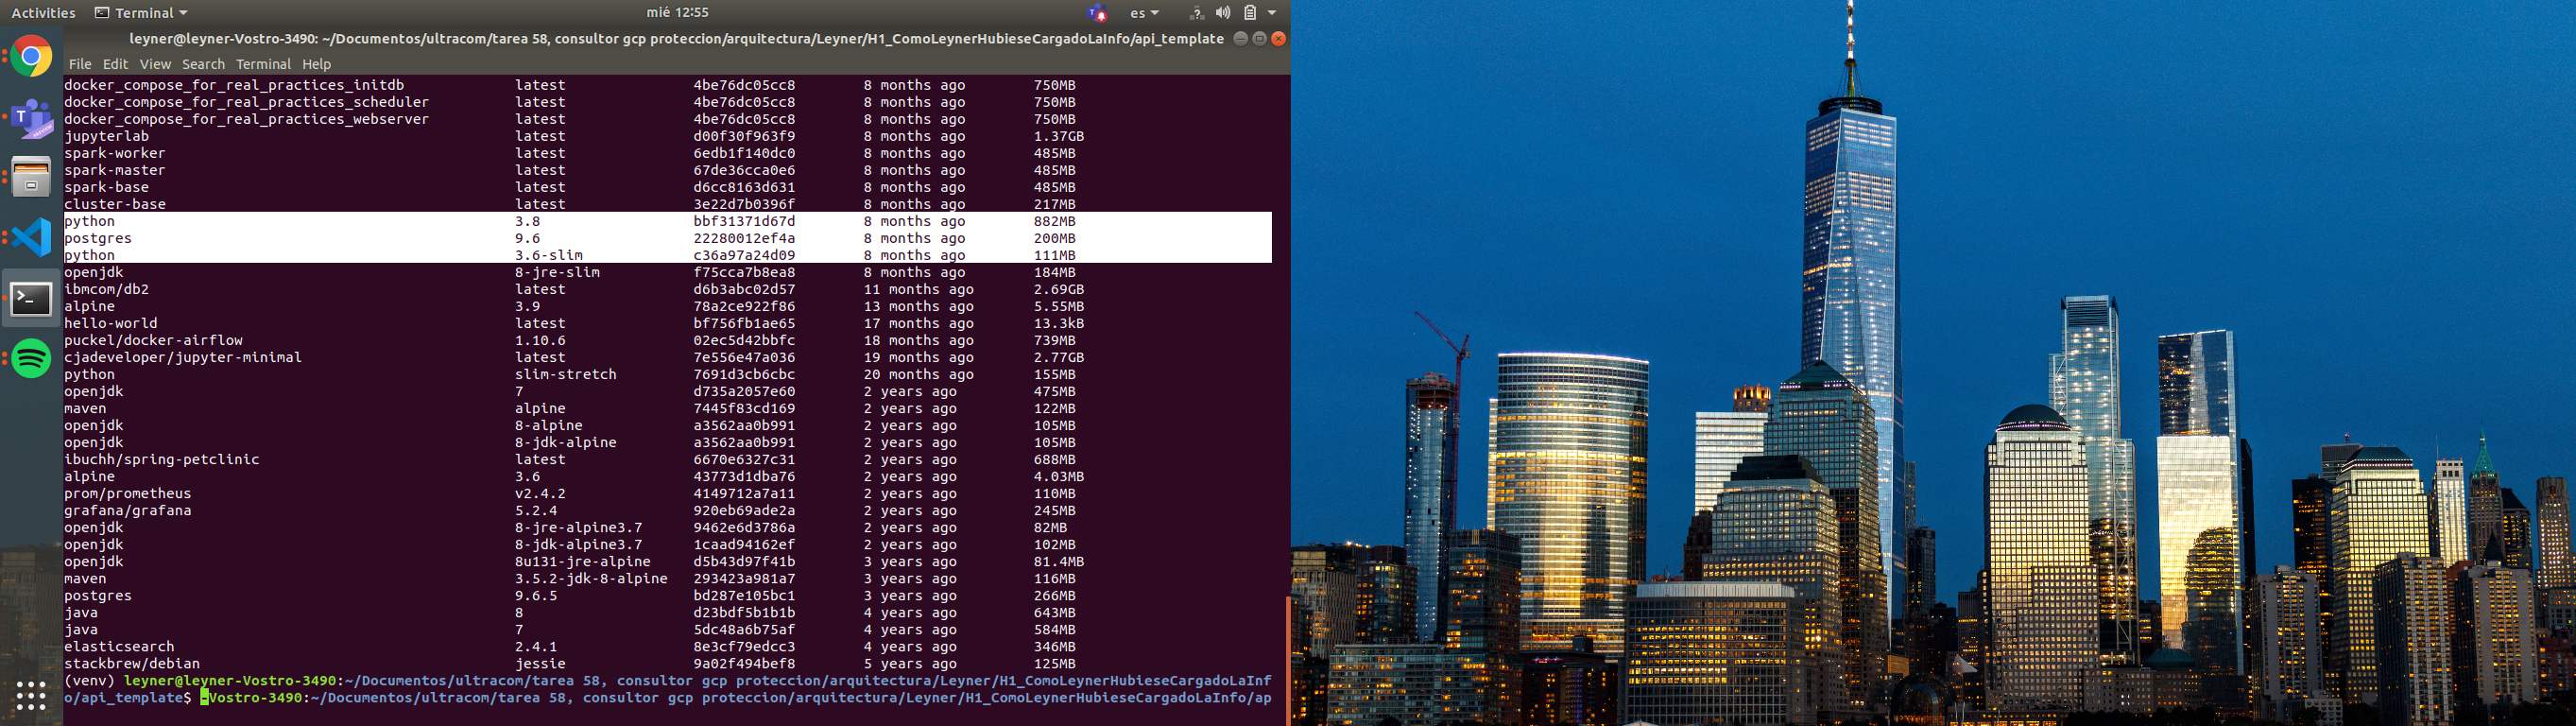 Activities Terminal mié 12:55 es
leyner@leyner-Vostro-3490: ~/Documentos/ultracom/tarea 58, consultor gcp proteccion/arquitectura/Leyner/H1_ComoLeynerHubieseCargadoLaInfo/api_template
File Edit View Search Terminal Help
docker_compose_for_real_practices_initdb latest 4be76dc05cc8 8 months ago 750MB
docker_compose_for_real_practices_scheduler latest 4be76dc05cc8 8 months ago 750MB
docker_compose_for_real_practices_webserver latest 4be76dc05cc8 8 months ago 750MB
jupyterlab latest d00f30f963f9 8 months ago 1.37GB
spark-worker latest 6edb1f140dc0 8 months ago 485MB
spark-master latest 67de36cca0e6 8 months ago 485MB
spark-base latest d6cc8163d631 8 months ago 485MB
cluster-base latest 3e22d7b0396f 8 months ago 217MB
python 3.8 bbf31371d67d 8 months ago 882MB
postgres 9.6 22280012ef4a 8 months ago 200MB
python 3.6-slim c36a97a24d09 8 months ago 111MB
openjdk 8-jre-slim f75cca7b8ea8 8 months ago 184MB
ibmcom/db2 latest d6b3abc02d57 11 months ago 2.69GB
alpine 3.9 78a2ce922f86 13 months ago 5.55MB
hello-world latest bf756fb1ae65 17 months ago 13.3kB
puckel/docker-airflow 1.10.6 02ec5d42bbfc 18 months ago 739MB
cjadeveloper/jupyter-minimal latest 7e556e47a036 19 months ago 2.77GB
python slim-stretch 7691d3cb6cbc 20 months ago 155MB
openjdk 7 d735a2057e60 2 years ago 475MB
maven alpine 7445f83cd169 2 years ago 122MB
openjdk 8-alpine a3562aa0b991 2 years ago 105MB
openjdk 8-jdk-alpine a3562aa0b991 2 years ago 105MB
ibuchh/spring-petclinic latest 6670e6327c31 2 years ago 688MB
alpine 3.6 43773d1dba76 2 years ago 4.03MB
prom/prometheus v2.4.2 4149712a7a11 2 years ago 110MB
grafana/grafana 5.2.4 920eb69ade2a 2 years ago 245MB
openjdk 8-jre-alpine3.7 9462e6d3786a 2 years ago 82MB
openjdk 8-jdk-alpine3.7 1caad94162ef 2 years ago 102MB
openjdk 8u131-jre-alpine d5b43d97f41b 3 years ago 81.4MB
maven 3.5.2-jdk-8-alpine 293423a981a7 3 years ago 116MB
postgres 9.6.5 bd287e105bc1 3 years ago 266MB
java 8 d23bdf5b1b1b 4 years ago 643MB
java 7 5dc48a6b75af 4 years ago 584MB
elasticsearch 2.4.1 8e3cf79edcc3 4 years ago 346MB
stackbrew/debian jessie 9a02f494bef8 5 years ago 125MB
(venv) leyner@leyner-Vostro-3490:~/Documentos/ultracom/tarea 58, consultor gcp proteccion/arquitectura/Leyner/H1_ComoLeynerHubieseCargadoLaInf
o/api_template$ -Vostro-3490:~/Documentos/ultracom/tarea 58, consultor gcp proteccion/arquitectura/Leyner/H1_ComoLeynerHubieseCargadoLaInfo/ap